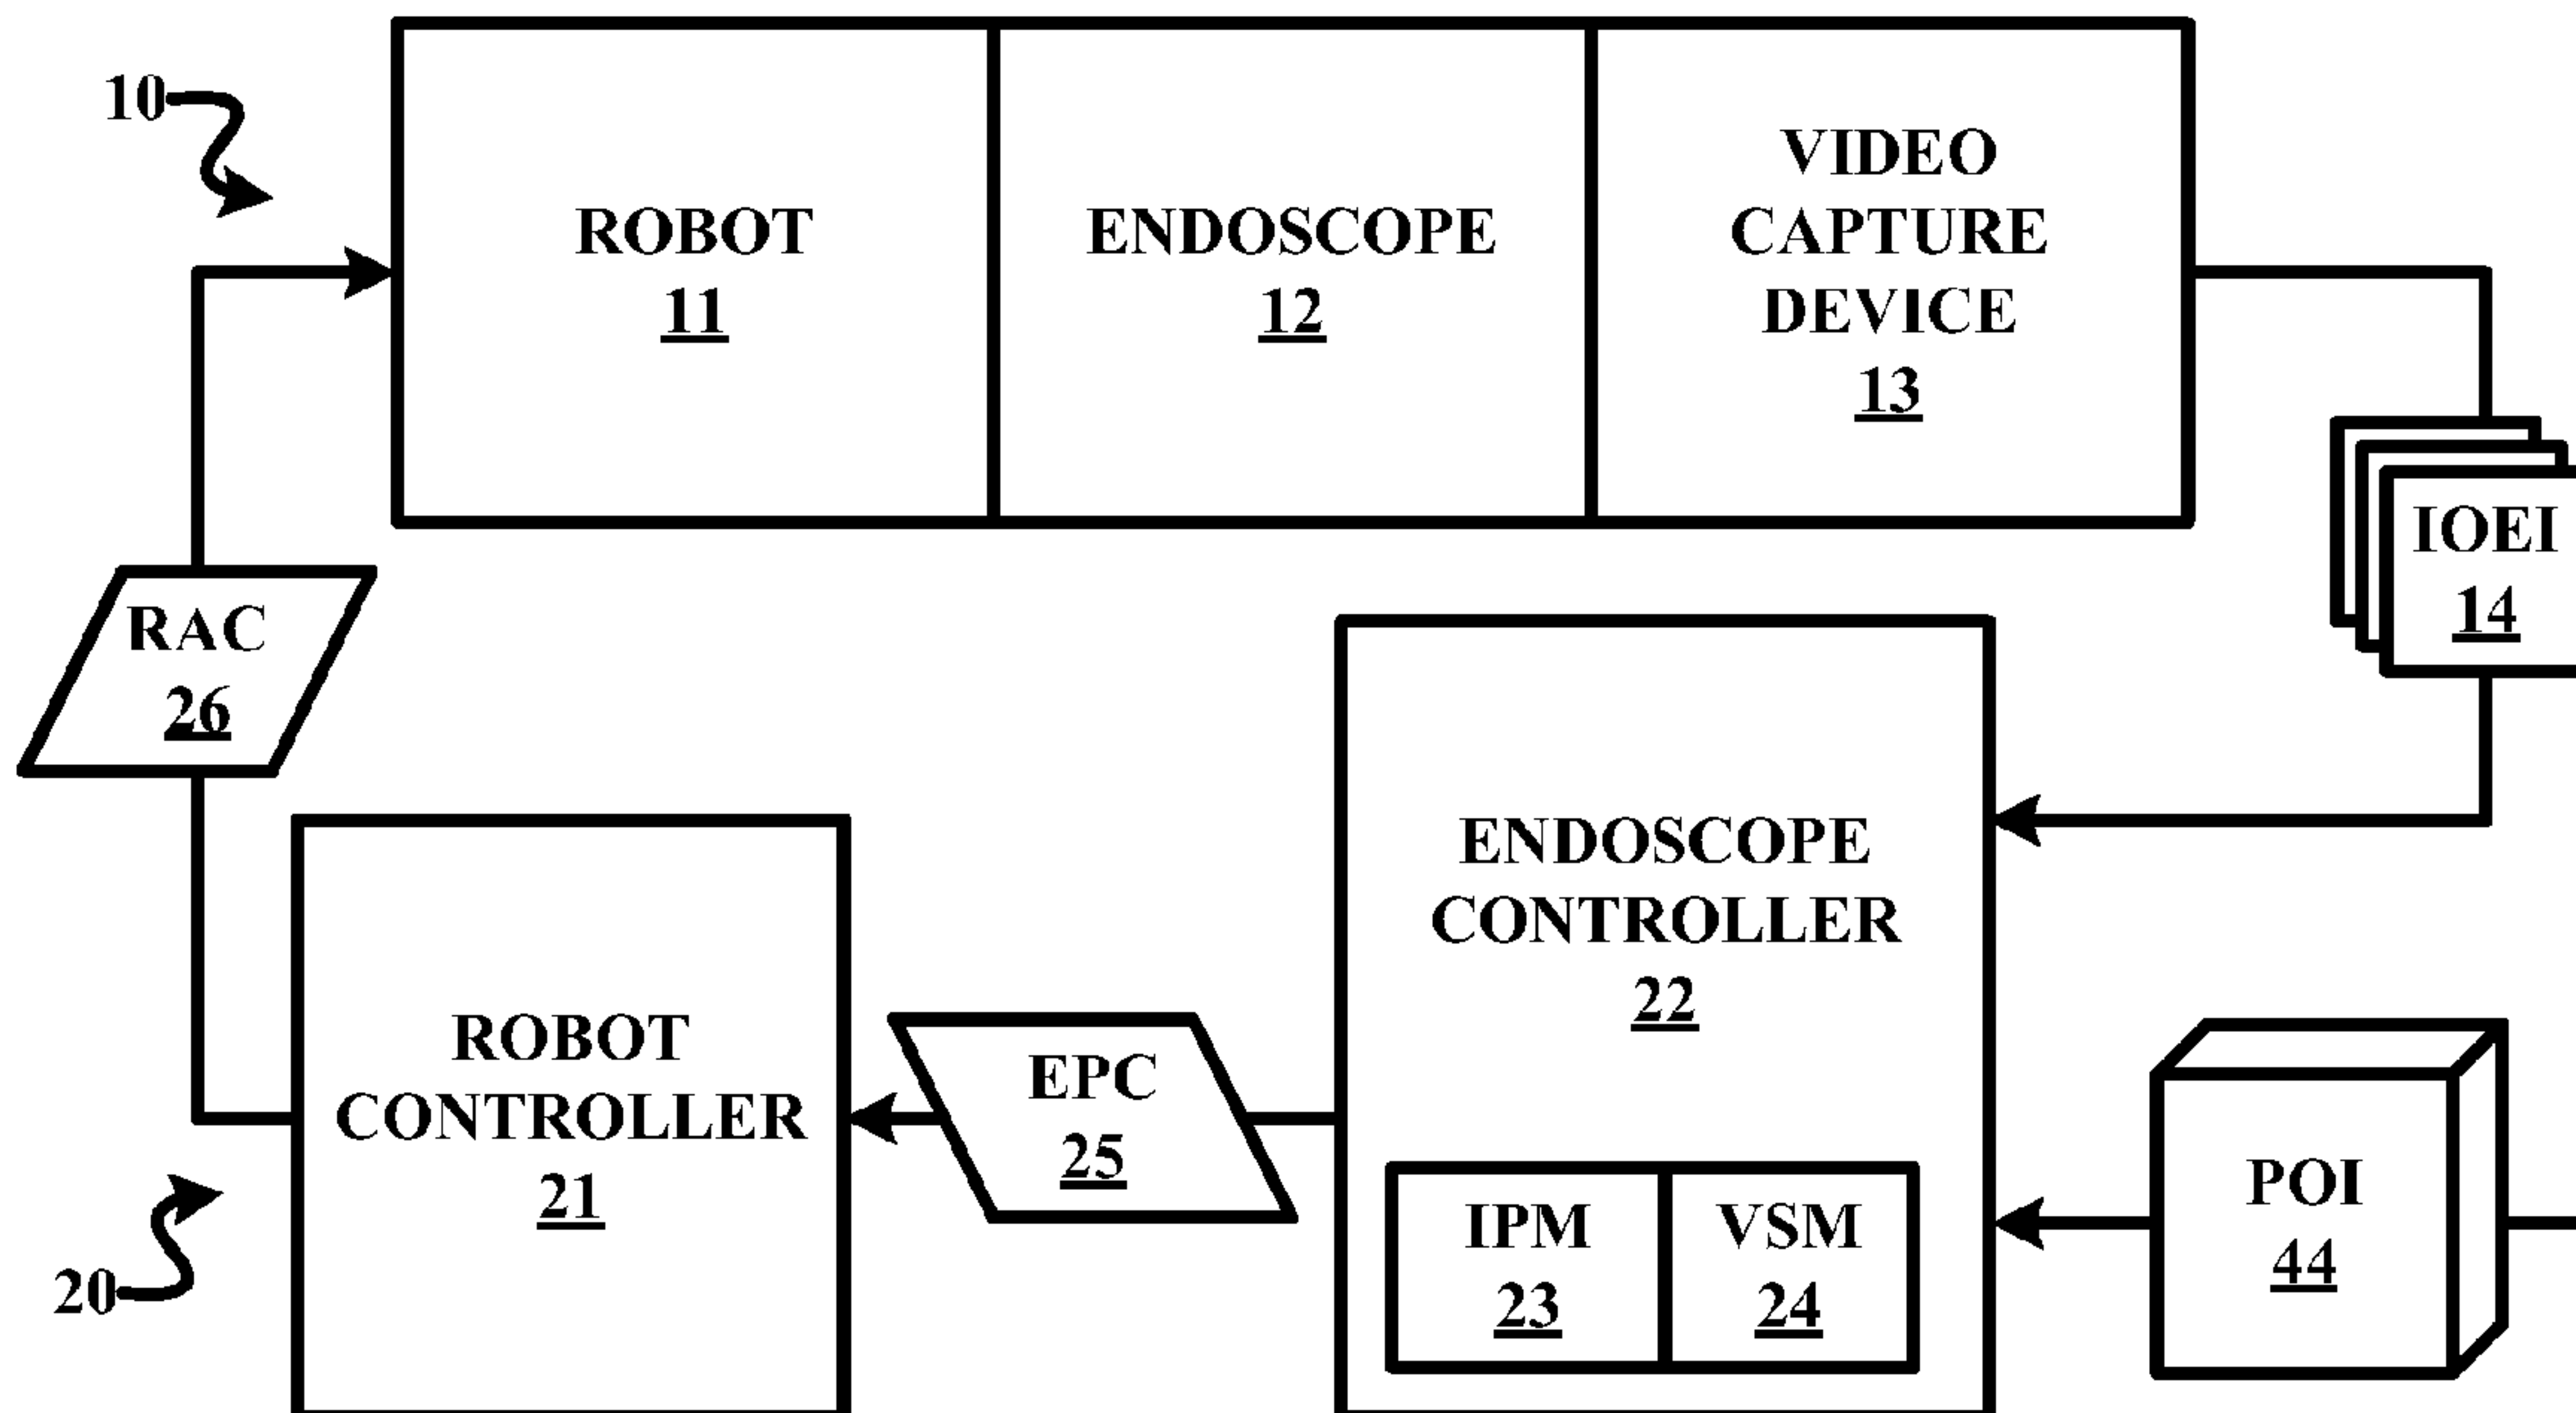 10
ROBOT
11
ENDOSCOPE
12
VIDEO
CAPTURE
DEVICE
13
IOEI
14
RAC
26
ENDOSCOPE
CONTROLLER
22
ROBOT
CONTROLLER
21
EPC
25
IPM
23
VSM
24
POI
44
20